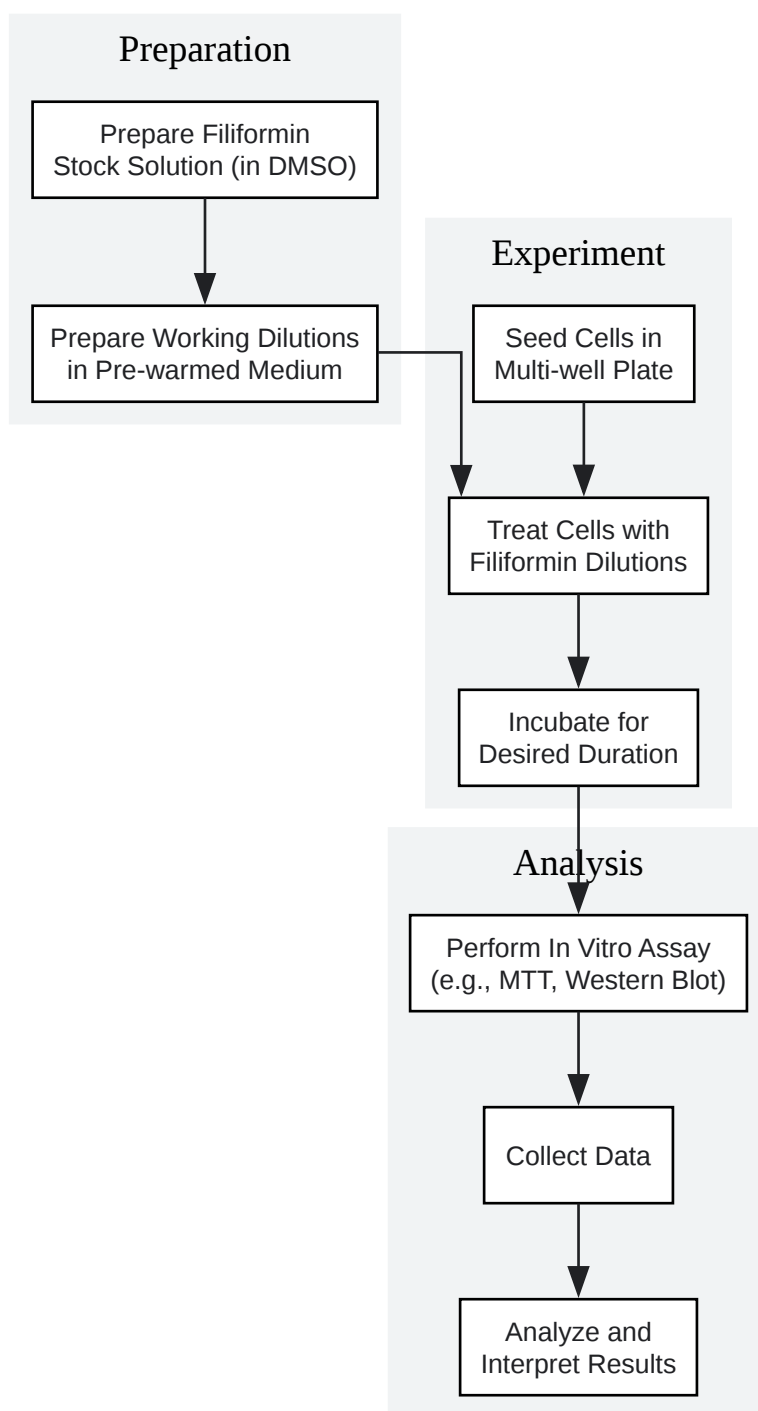 Preparation
Prepare Filiformin
Stock Solution (in DMSO)
Prepare Working Dilutions
in Pre-warmed Medium
Experiment
Seed Cells in
Multi-well Plate
Treat Cells with
Filiformin Dilutions
Incubate for
Desired Duration
Analysis
Perform In Vitro Assay
(e.g., MTT, Western Blot)
Collect Data
Analyze and
Interpret Results